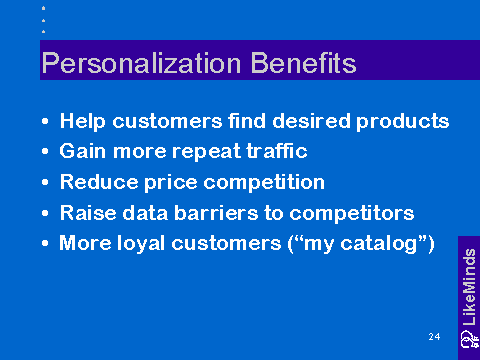 Personalization Benefits
• Help customers find desired products
• Gain more repeat traffic
• Reduce price competition
• Raise data barriers to competitors
• More loyal customers (“my catalog”)
LikeMinds
24